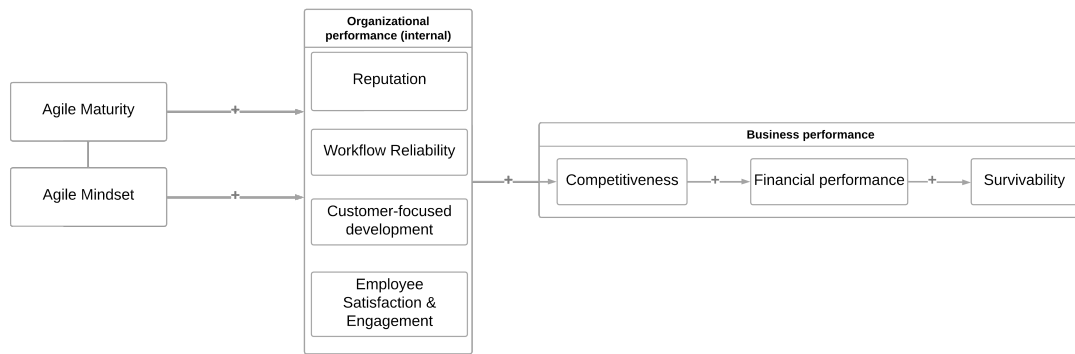 Organizational
performance (internal)
Reputation
Agile Maturity
+
Workflow Reliability
Business performance
Agile Mindset
+
+
Competitiveness
+
Financial performance
+
Survivability
Customer-focused
development
Employee
Satisfaction &
Engagement